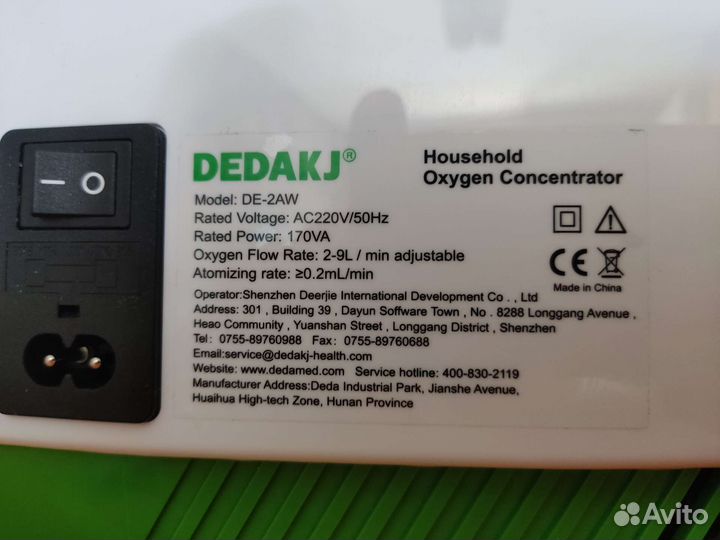 DEDAKJ®
Household
Oxygen Concentrator
Model: DE-2AW
Rated Voltage: AC220V/50Hz
Rated Power: 170VA
Oxygen Flow Rate: 2-9L / min adjustable
Atomizing rate: ≥0.2mL/min
CE
Made in China
Operator:Shenzhen Deerjie International Development Co . , Ltd
Address: 301 , Building 39 , Dayun Soffware Town , No . 8288 Longgang Avenue ,
Heao Community , Yuanshan Street , Longgang District , Shenzhen
Tel: 0755-89760988 Fax: 0755-89760688
Email:service@dedakj-health.com
Website: www.dedamed.com Service hotline: 400-830-2119
Manufacturer Address:Deda Industrial Park, Jianshe Avenue,
Huaihua High-tech Zone, Hunan Province
Avito